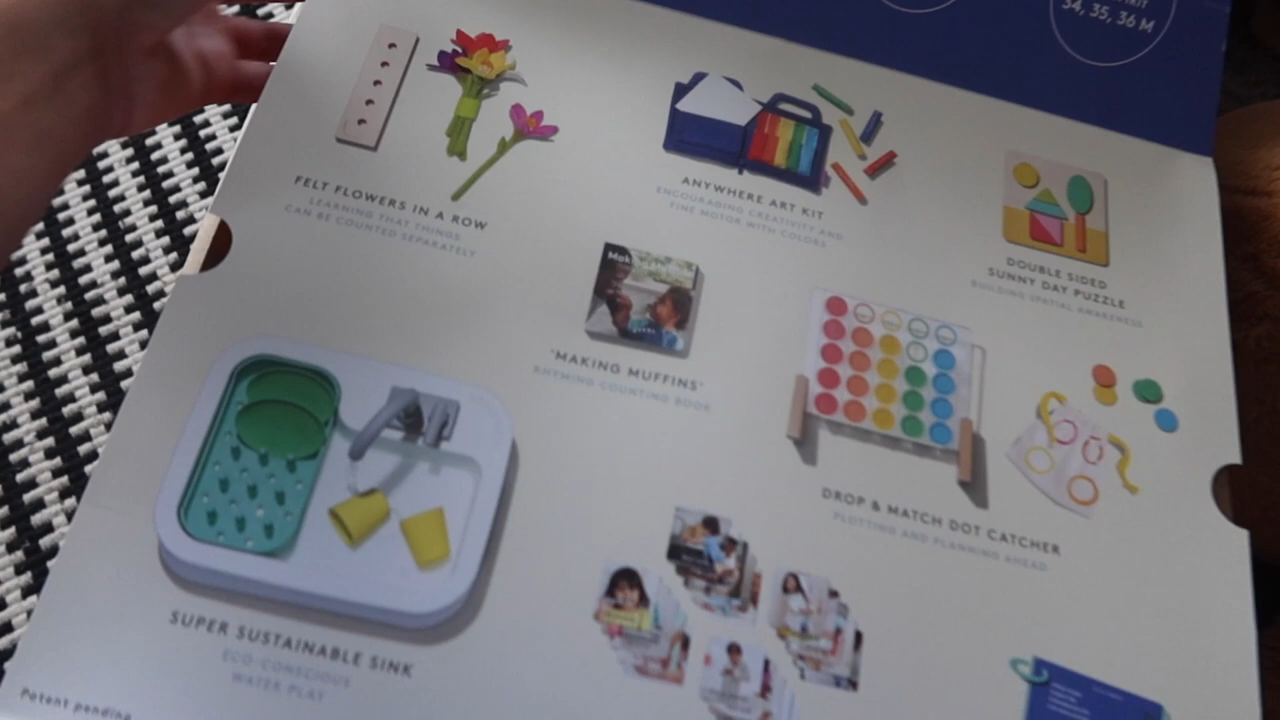 34, 35, 36 M
FELT FLOWERS IN A ROW
LEARNING THAT THINGS
CAN BE COUNTED SEPARATELY
ANYWHERE ART KIT
ENCOURAGING CREATIVITY AND
FINE MOTOR WITH COLORS
DOUBLE SIDED
SUNNY DAY PUZZLE
BUILDING SPATIAL AWARENESS
'MAKING MUFFINS'
RHYMING COUNTING BOOK
DROP & MATCH DOT CATCHER
PLOTTING AND PLANNING AHEAD
SUPER SUSTAINABLE SINK
ECO-CONSCIOUS
WATER PLAY
Patent pending